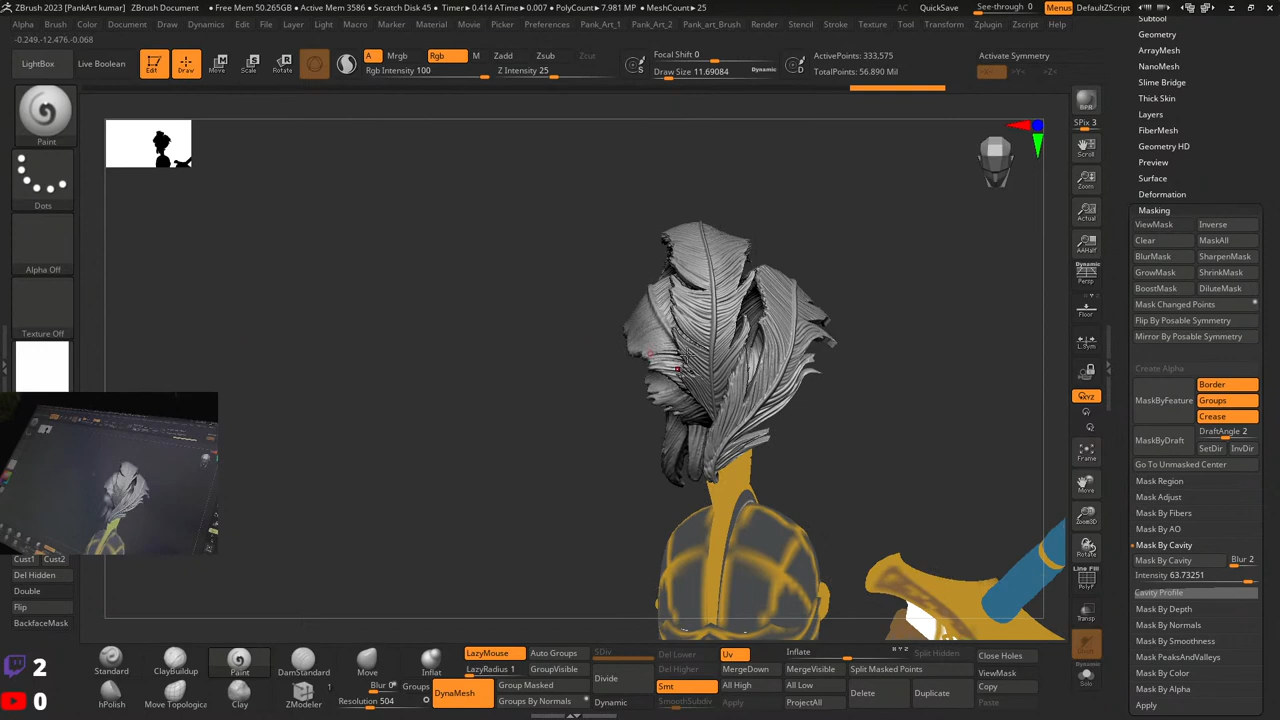 ZBrush 2023 [PankArt kumar] ZBrush Document • Free Mem 50.265GB • Active Mem 3586 • Scratch Disk 45 • Timer▸0.414 ATime▸0.007 • PolyCount▸7.981 MP • MeshCount▸25
AC QuickSave See-through 0 Menus DefaultZScript
Alpha Brush Color Document Draw Dynamics Edit File Layer Light Macro Marker Material Movie Pank_Art_1 Pank_Art_2 pank_art_Brush Picker Preferences Render Stencil Stroke Surface Texture Tool Transform Zplugin Zscript Help
-0.249,-12.476,-0.068
LightBox
Live Boolean
Edit
Draw
Move
Scale
Rotate
A
Mrgb
Rgb
M
Zadd
Zsub
Zcut
Rgb Intensity 100
Z Intensity 25
Focal Shift 0
Draw Size 11.69084
Dynamic
S
D
ActivePoints: 333,575
TotalPoints: 56.890 Mil
Activate Symmetry
>X<
>Y<
>Z<
Paint
Dots
Alpha Off
Texture Off
Cust1
Cust2
Del Hidden
Double
Flip
BackfaceMask
2
0
BPR
SPix 3
Scroll
Zoom
Actual
AAHalf
Dynamic
Persp
Floor
L.Sym
XYZ
Frame
Move
Zoom3D
Rotate
Line Fill
PolyF
Transp
Dynamic
Solo
Subtool
Geometry
ArrayMesh
NanoMesh
Slime Bridge
Thick Skin
Layers
FiberMesh
Geometry HD
Preview
Surface
Deformation
Masking
ViewMask
Inverse
Clear
MaskAll
BlurMask
SharpenMask
GrowMask
ShrinkMask
BoostMask
DiluteMask
Mask Changed Points
Flip By Posable Symmetry
Mirror By Posable Symmetry
Create Alpha
MaskByFeature
Border
Groups
Crease
MaskByDraft
DraftAngle 2
SetDir
InvDir
Go To Unmasked Center
Mask Region
Mask Adjust
Mask By Fibers
Mask By AO
Mask By Cavity
Mask By Cavity
Blur 2
Intensity 63.73251
Cavity Profile
Mask By Depth
Mask By Normals
Mask By Smoothness
Mask PeaksAndValleys
Mask By Color
Mask By Alpha
Apply
Standard
ClayBuildup
Paint
DamStandard
Move
Inflat
hPolish
Move Topologica
Clay
ZModeler
1
LazyMouse
LazyRadius 1
Auto Groups
GroupVisible
Blur 0
Groups
Resolution 504
DynaMesh
Group Masked
Groups By Normals
SDiv
Divide
Dynamic
Del Lower
Del Higher
Smt
SmoothSubdiv
Uv
MergeDown
All High
Apply
Inflate
MergeVisible
All Low
ProjectAll
Split Hidden
Split Masked Points
Delete
Duplicate
Close Holes
ViewMask
Copy
Paste